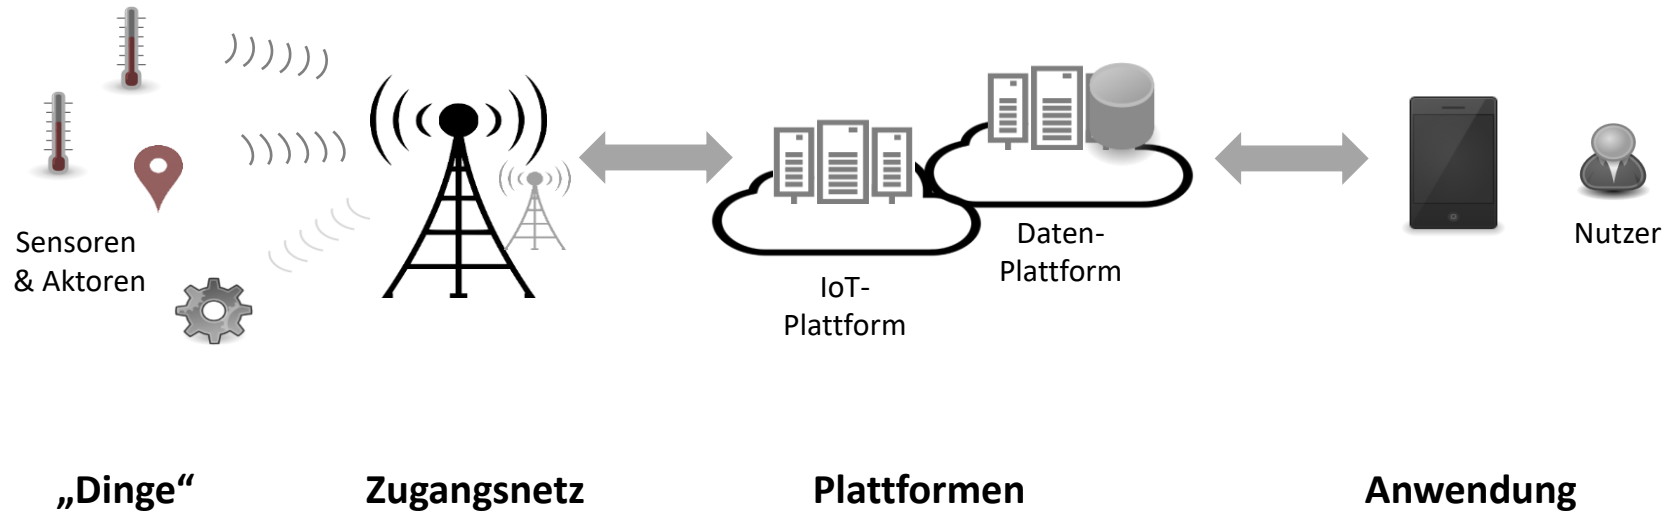 Sensoren
& Aktoren
IoT-
Plattform
Daten-
Plattform
Nutzer
„Dinge“
Zugangsnetz
Plattformen
Anwendung